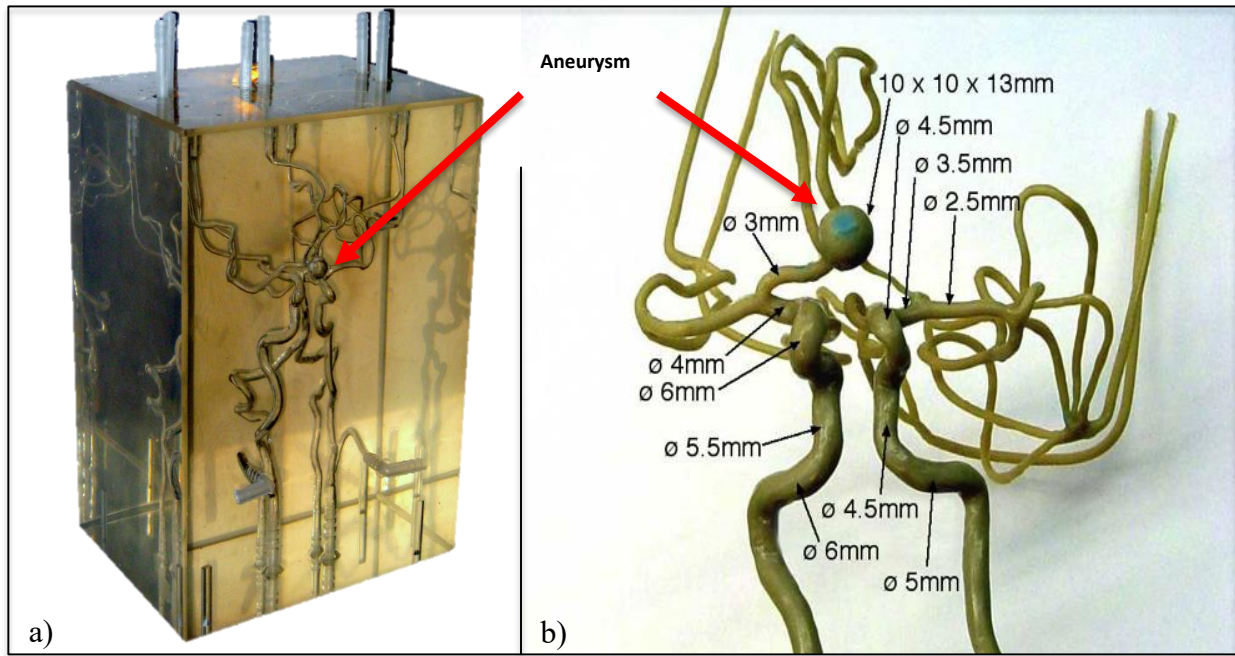 Aneurysm
10 x 10 x 13mm
ø 4.5mm
ø 3.5mm
ø 2.5mm
ø 3mm
ø 4mm
ø 6mm
ø 5.5mm
ø 4.5mm
ø 6mm
ø 5mm
a)
b)